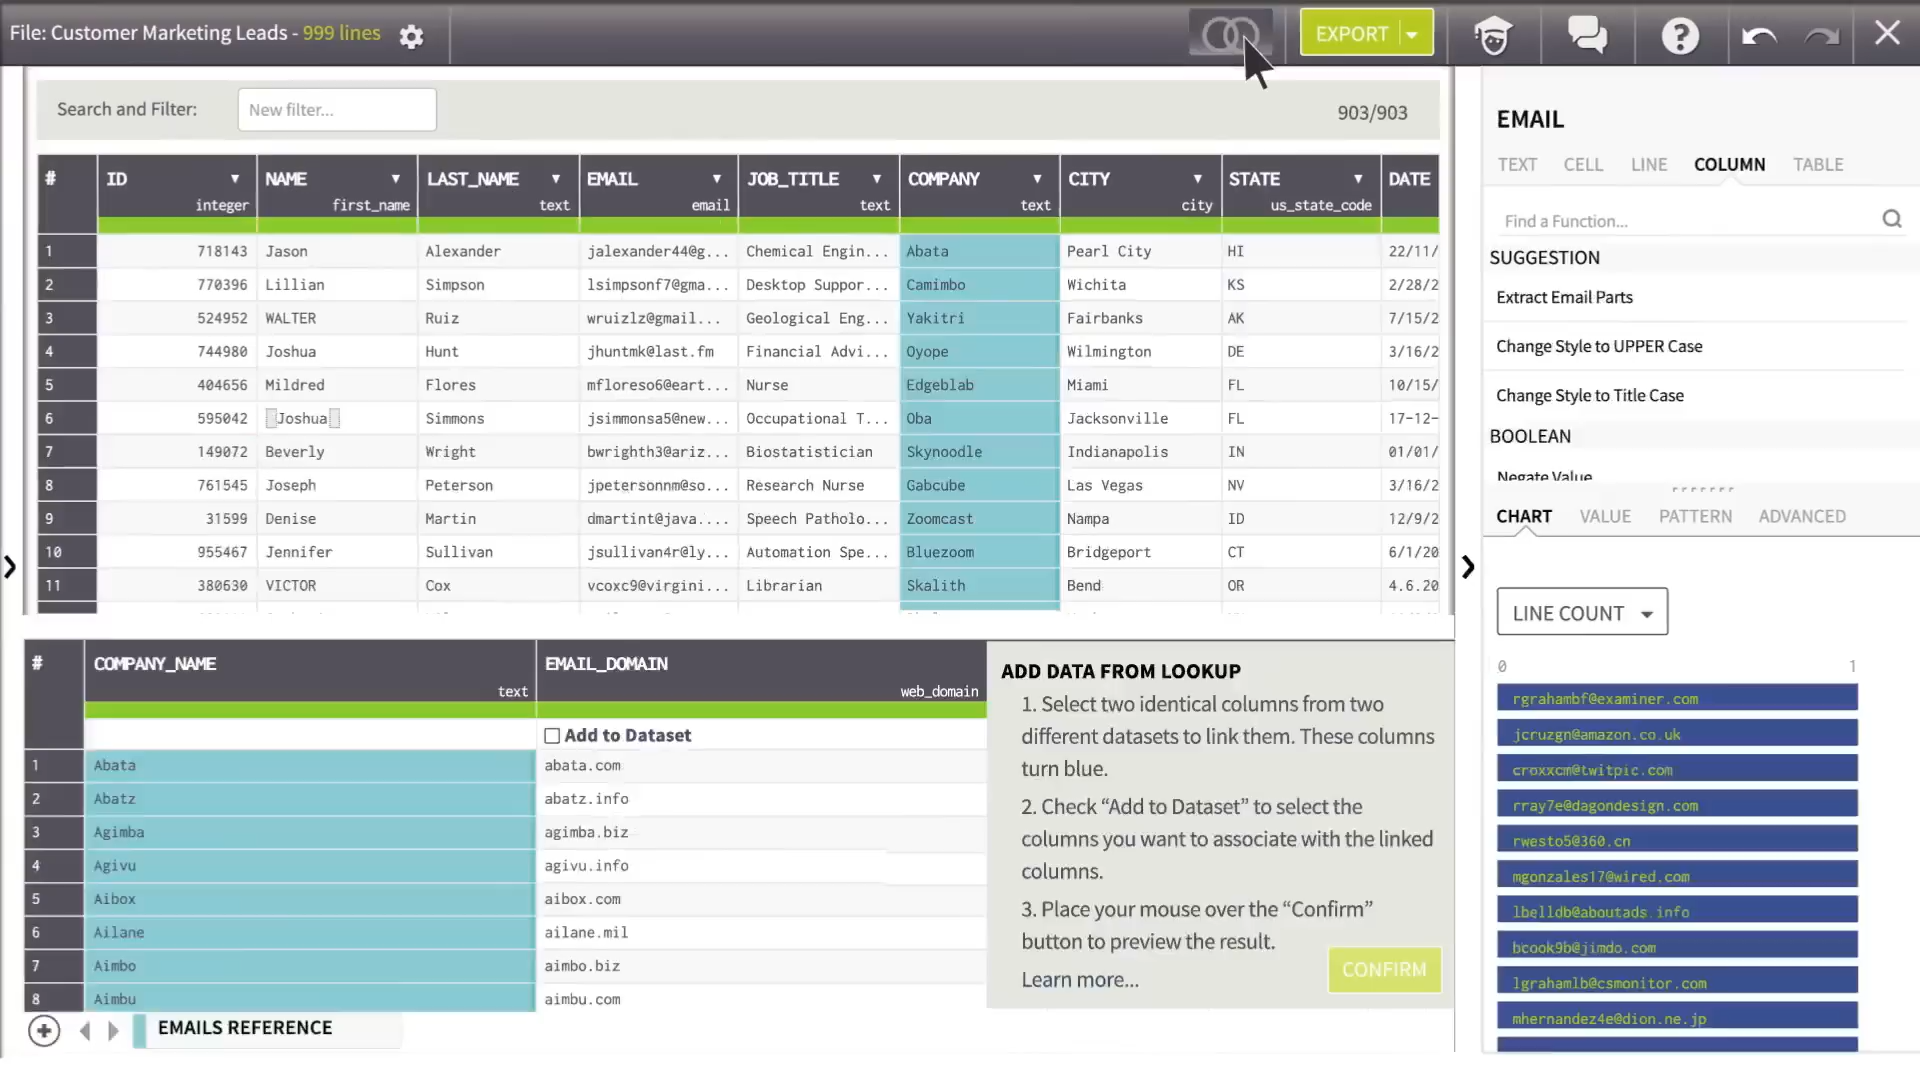 File: Customer Marketing Leads - 999 lines
EXPORT
Search and Filter: New filter... 903/903
# ID NAME LAST_NAME EMAIL JOB_TITLE COMPANY CITY STATE DATE
integer first_name text email text text city us_state_code
1 718143 Jason Alexander jalexander44@g... Chemical Engin... Abata Pearl City HI 22/11/
2 770396 Lillian Simpson lsimpsonf7@gma... Desktop Suppor... Camimbo Wichita KS 2/28/2
3 524952 WALTER Ruiz wruizlz@gmail... Geological Eng... Yakitri Fairbanks AK 7/15/2
4 744980 Joshua Hunt jhuntmk@last.fm Financial Advi... Oyope Wilmington DE 3/16/2
5 404656 Mildred Flores mfloreso6@eart... Nurse Edgeblab Miami FL 10/15/
6 595042 Joshua Simmons jsimmonsa5@new... Occupational T... Oba Jacksonville FL 17-12-
7 149072 Beverly Wright bwrighth3@ariz... Biostatistician Skynoodle Indianapolis IN 01/01/
8 761545 Joseph Peterson jpetersonnm@so... Research Nurse Gabcube Las Vegas NV 3/16/2
9 31599 Denise Martin dmartint@java.... Speech Patholo... Zoomcast Nampa ID 12/9/2
10 955467 Jennifer Sullivan jsullivan4r@ly... Automation Spe... Bluezoom Bridgeport CT 6/1/20
11 380630 VICTOR Cox vcoxc9@virgini... Librarian Skalith Bend OR 4.6.20
# COMPANY_NAME EMAIL_DOMAIN
text web_domain
Add to Dataset
1 Abata abata.com
2 Abatz abatz.info
3 Agimba agimba.biz
4 Agivu agivu.info
5 Aibox aibox.com
6 Ailane ailane.mil
7 Aimbo aimbo.biz
8 Aimbu aimbu.com
EMAILS REFERENCE
ADD DATA FROM LOOKUP
1. Select two identical columns from two
different datasets to link them. These columns
turn blue.
2. Check “Add to Dataset” to select the
columns you want to associate with the linked
columns.
3. Place your mouse over the “Confirm”
button to preview the result.
Learn more...
CONFIRM
EMAIL
TEXT CELL LINE COLUMN TABLE
Find a Function...
SUGGESTION
Extract Email Parts
Change Style to UPPER Case
Change Style to Title Case
BOOLEAN
Negate Value
CHART VALUE PATTERN ADVANCED
LINE COUNT
0 1
rgrahambf@examiner.com
jcruzgn@amazon.co.uk
croxxcm@twitpic.com
rray7e@dagondesign.com
rwesto5@360.cn
mgonzales17@wired.com
lbelldb@aboutads.info
bcook9b@jimdo.com
lgrahamlb@csmonitor.com
mhernandez4e@dion.ne.jp